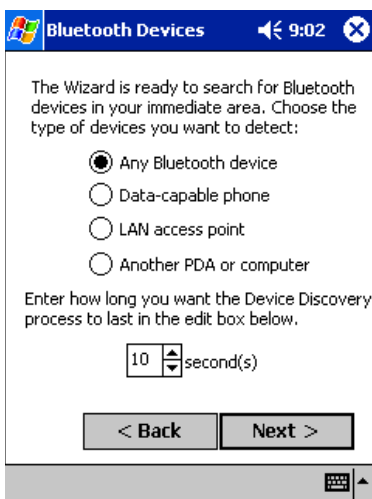 Bluetooth Devices 9:02
The Wizard is ready to search for Bluetooth
devices in your immediate area. Choose the
type of devices you want to detect:
Any Bluetooth device
Data-capable phone
LAN access point
Another PDA or computer
Enter how long you want the Device Discovery
process to last in the edit box below.
10 second(s)
< Back Next >